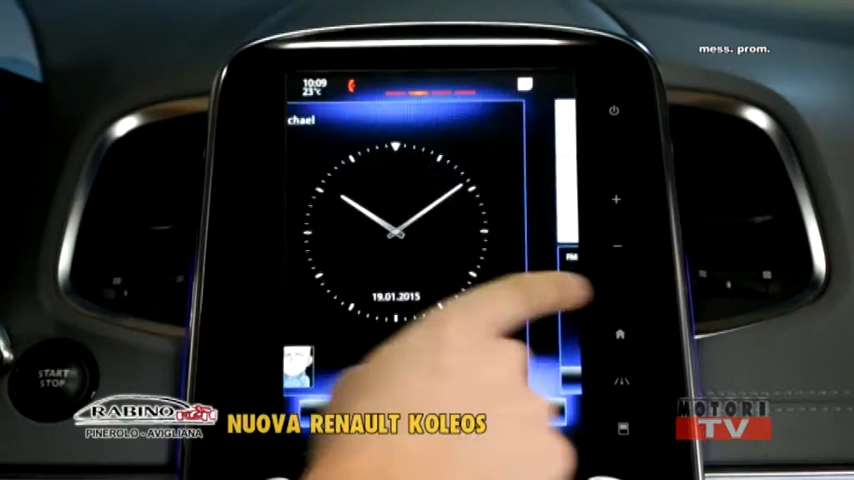 mess. prom.
10:09
23°C
chael
FM
19.01.2015
START
STOP
RABINO
PINEROLO - AVIGLIANA
NUOVA RENAULT KOLEOS
MOTORI
TV